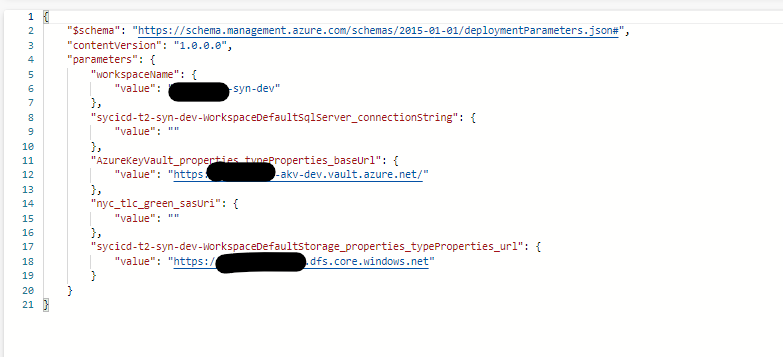 1 {
2 "$schema": "https://schema.management.azure.com/schemas/2015-01-01/deploymentParameters.json#",
3 "contentVersion": "1.0.0.0",
4 "parameters": {
5 "workspaceName": {
6 "value": " -syn-dev"
7 },
8 "sycicd-t2-syn-dev-WorkspaceDefaultSqlServer_connectionString": {
9 "value": ""
10 },
11 "AzureKeyVault_properties_typeProperties_baseUrl": {
12 "value": "https: -akv-dev.vault.azure.net/"
13 },
14 "nyc_tlc_green_sasUri": {
15 "value": ""
16 },
17 "sycicd-t2-syn-dev-WorkspaceDefaultStorage_properties_typeProperties_url": {
18 "value": "https:/ .dfs.core.windows.net"
19 }
20 }
21 }